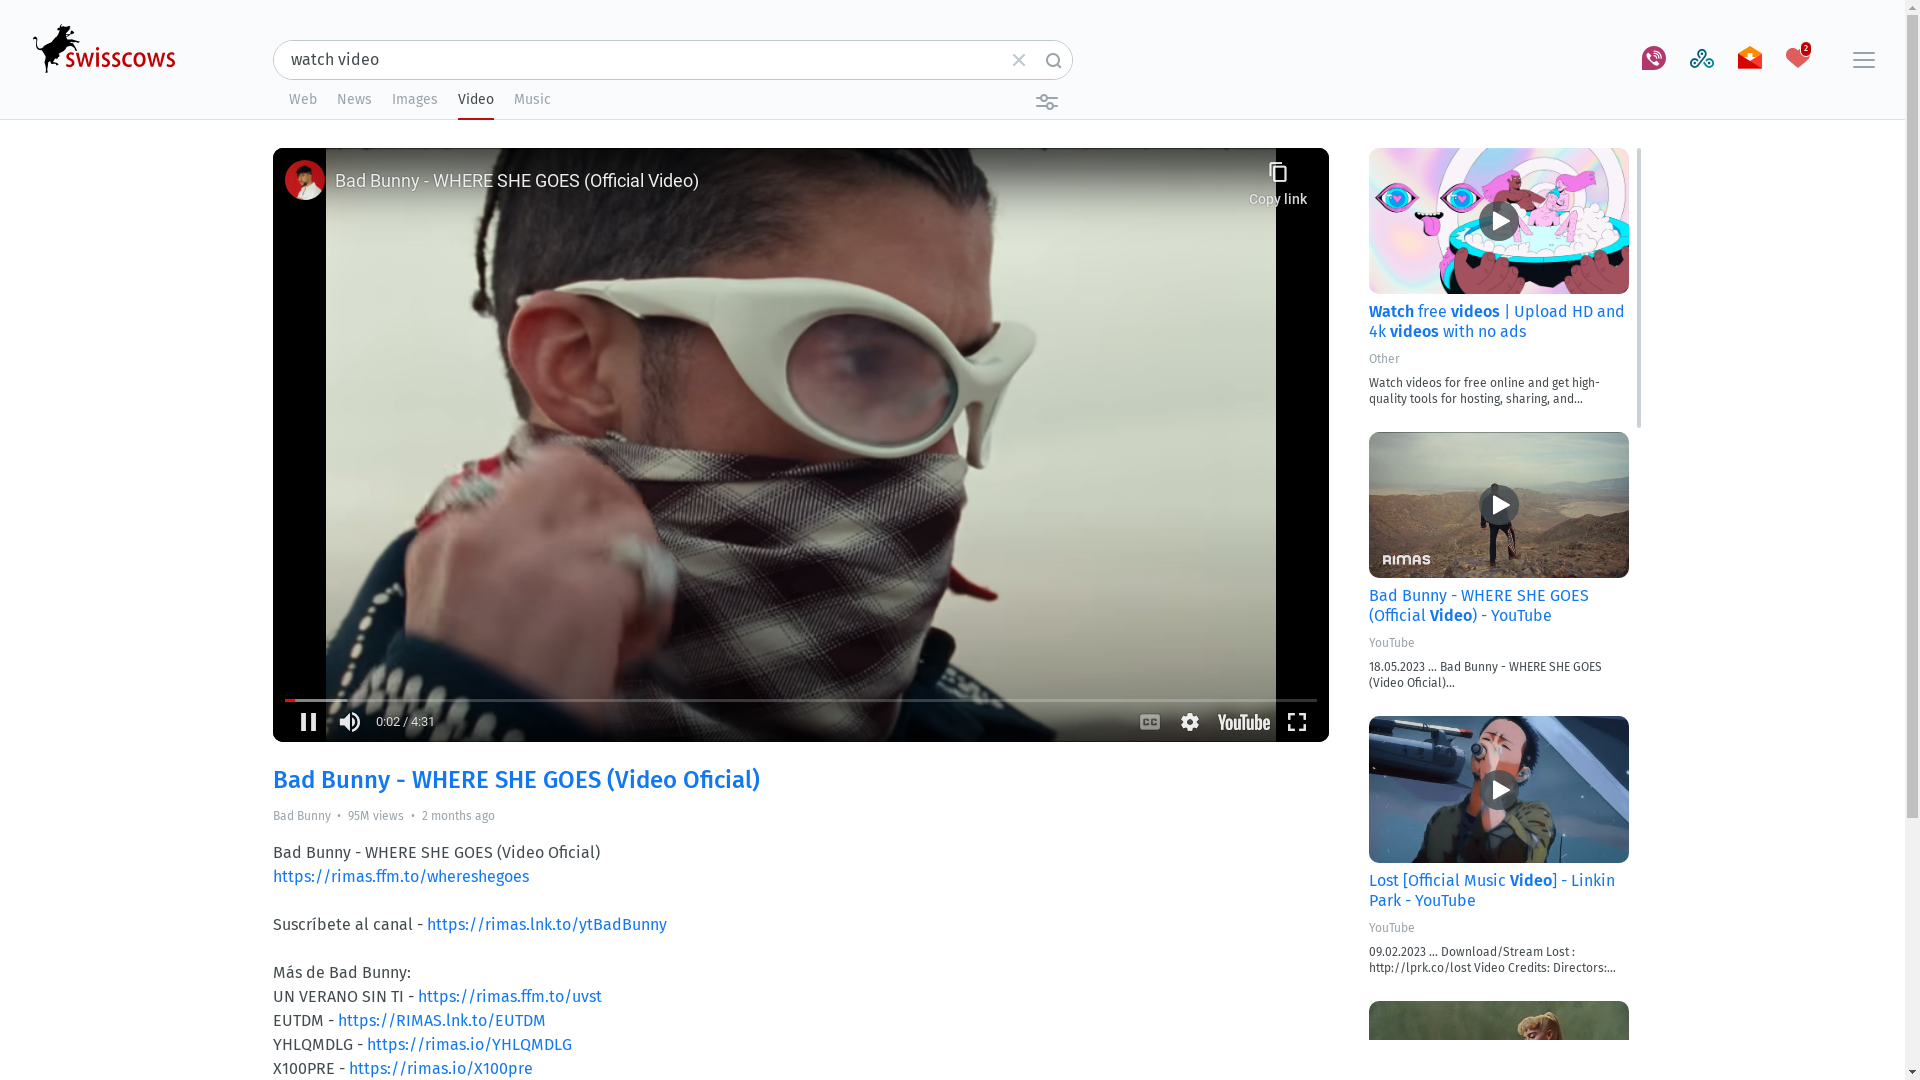 swisscows
watch video
2
Web
News
Images
Video
Music
Bad Bunny - WHERE SHE GOES (Official Video)
Copy link
0:02 / 4:31
CC
YouTube
Bad Bunny - WHERE SHE GOES (Video Oficial)
Bad Bunny • 95M views • 2 months ago
Bad Bunny - WHERE SHE GOES (Video Oficial)
https://rimas.ffm.to/whereshegoes
Suscríbete al canal - https://rimas.lnk.to/ytBadBunny
Más de Bad Bunny:
UN VERANO SIN TI - https://rimas.ffm.to/uvst
EUTDM - https://RIMAS.lnk.to/EUTDM
YHLQMDLG - https://rimas.io/YHLQMDLG
X100PRE - https://rimas.io/X100pre
Watch free videos | Upload HD and
4k videos with no ads
Other
Watch videos for free online and get high-
quality tools for hosting, sharing, and...
RIMAS
Bad Bunny - WHERE SHE GOES
(Official Video) - YouTube
YouTube
18.05.2023 ... Bad Bunny - WHERE SHE GOES
(Video Oficial)...
Lost [Official Music Video] - Linkin
Park - YouTube
YouTube
09.02.2023 ... Download/Stream Lost :
http://lprk.co/lost Video Credits: Directors:...